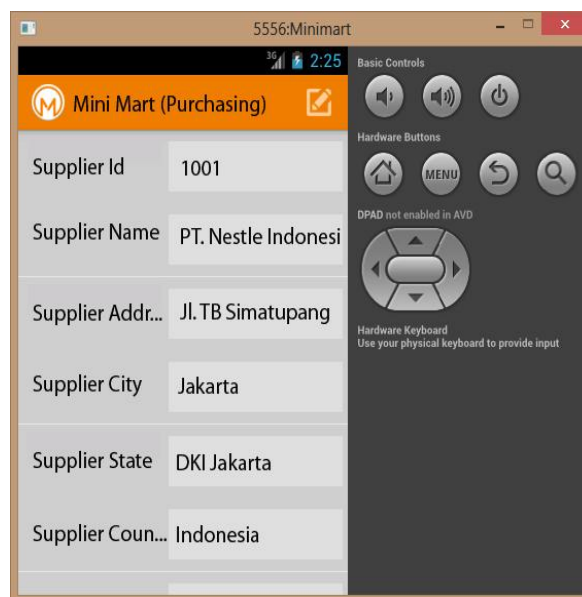 5556:Minimart
3G 2:25
Mini Mart (Purchasing)
Supplier Id 1001
Supplier Name PT. Nestle Indonesi
Supplier Addr... Jl. TB Simatupang
Supplier City Jakarta
Supplier State DKI Jakarta
Supplier Coun... Indonesia
Basic Controls
Hardware Buttons
MENU
DPAD not enabled in AVD
Hardware Keyboard
Use your physical keyboard to provide input